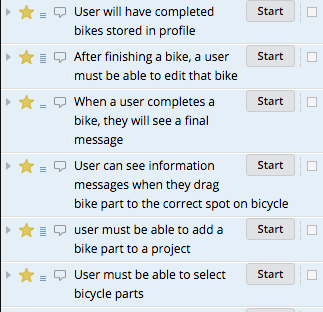 User will have completed
Start
bikes stored in profile
After finishing a bike, a user
Start
must be able to edit that bike
When a user completes a
Start
bike, they will see a final
message
User can see information
Start
messages when they drag
bike part to the correct spot on bicycle
user must be able to add a
Start
bike part to a project
User must be able to select
Start
bicycle parts